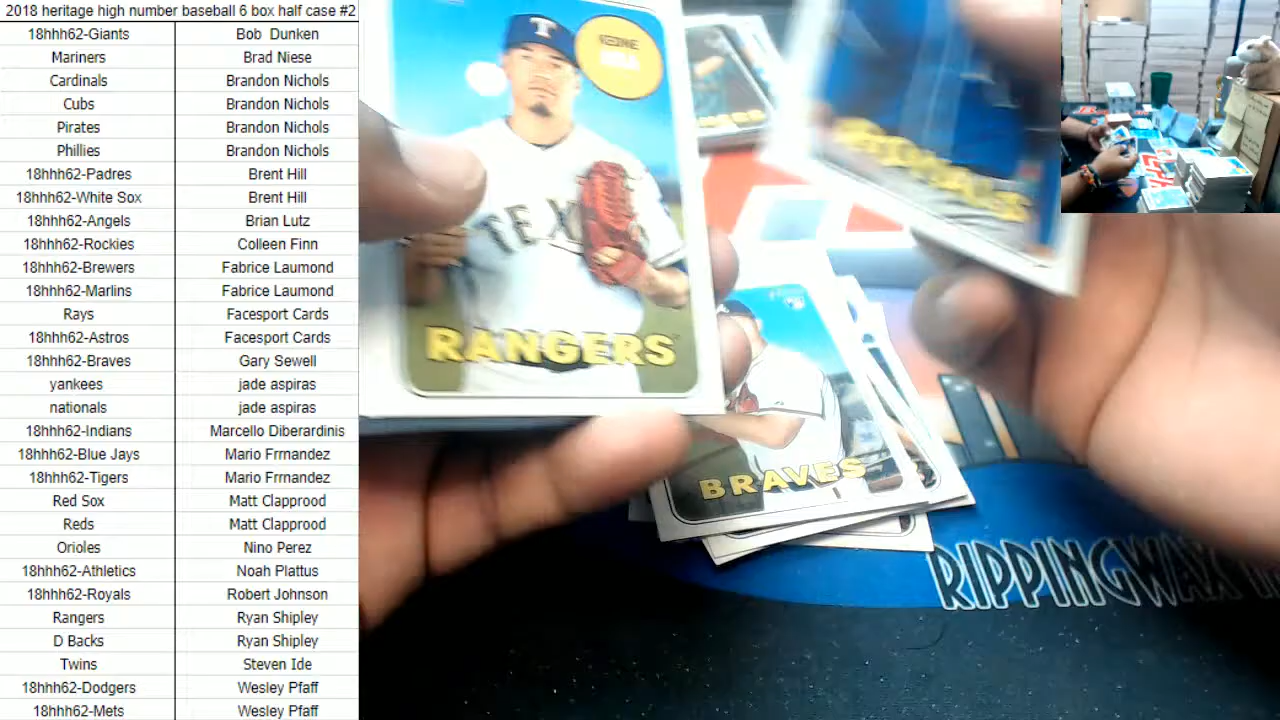 2018 heritage high number baseball 6 box half case #2
18hhh62-Giants Bob Dunken
Mariners Brad Niese
Cardinals Brandon Nichols
Cubs Brandon Nichols
Pirates Brandon Nichols
Phillies Brandon Nichols
18hhh62-Padres Brent Hill
18hhh62-White Sox Brent Hill
18hhh62-Angels Brian Lutz
18hhh62-Rockies Colleen Finn
18hhh62-Brewers Fabrice Laumond
18hhh62-Marlins Fabrice Laumond
Rays Facesport Cards
18hhh62-Astros Facesport Cards
18hhh62-Braves Gary Sewell
yankees jade aspiras
nationals jade aspiras
18hhh62-Indians Marcello Diberardinis
18hhh62-Blue Jays Mario Frrnandez
18hhh62-Tigers Mario Frrnandez
Red Sox Matt Clapprood
Reds Matt Clapprood
Orioles Nino Perez
18hhh62-Athletics Noah Plattus
18hhh62-Royals Robert Johnson
Rangers Ryan Shipley
D Backs Ryan Shipley
Twins Steven Ide
18hhh62-Dodgers Wesley Pfaff
18hhh62-Mets Wesley Pfaff
T
KEONE
TEX
RANGERS
BRAVES
RIPPINGWAX